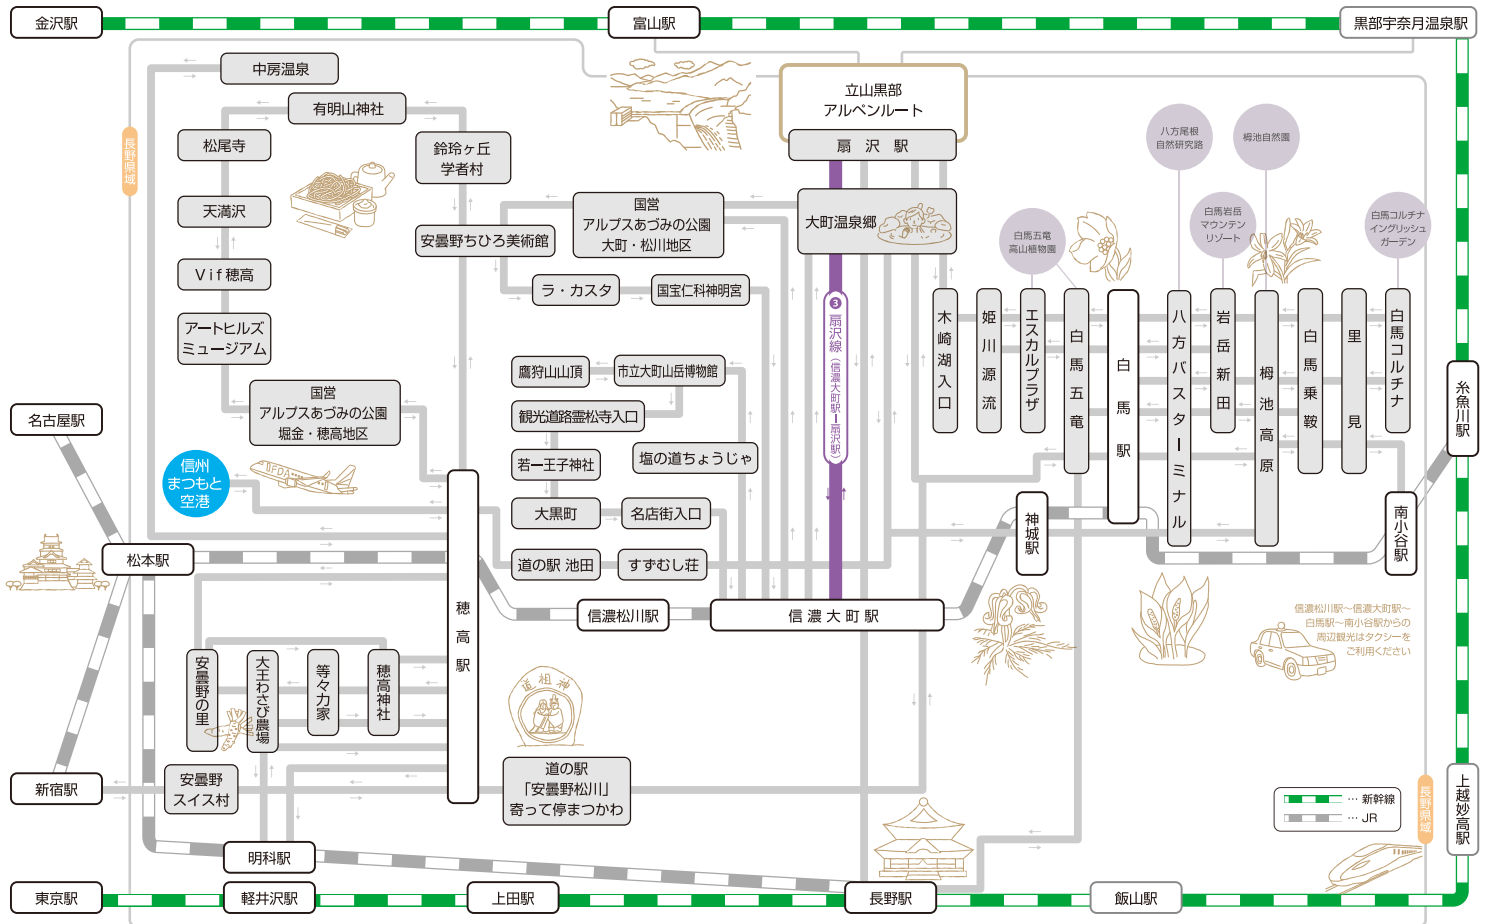 金沢駅
富山駅
黒部宇奈月温泉駅
中房温泉
有明山神社
松尾寺
鈴玲ヶ丘
学者村
天満沢
Vif穂高
アートヒルズ
ミュージアム
国営
アルプスあづみの公園
堀金・穂高地区
長野県域
立山黒部
アルペンルート
扇沢駅
大町温泉郷
国営
アルプスあづみの公園
大町・松川地区
安曇野ちひろ美術館
ラ・カスタ
国宝仁科神明宮
鷹狩山山頂
市立大町山岳博物館
観光道路霊松寺入口
若一王子神社
塩の道ちょうじゃ
大黒町
名店街入口
道の駅 池田
すずむし荘
3
扇沢線(信濃大町駅ー扇沢駅)
八方尾根
自然研究路
栂池自然園
白馬五竜
高山植物園
白馬岩岳
マウンテン
リゾート
白馬コルチナ
イングリッシュ
ガーデン
木崎湖入口
姫川源流
エスカルプラザ
白馬五竜
白馬駅
八方バスターミナル
岩岳新田
栂池高原
白馬乗鞍
里見
白馬コルチナ
糸魚川駅
名古屋駅
信州
まつもと
空港
FDA
松本駅
穂高駅
信濃松川駅
信濃大町駅
神城駅
南小谷駅
信濃松川駅～信濃大町駅～
白馬駅～南小谷駅からの
周辺観光はタクシーを
ご利用ください
安曇野の里
大王わさび農場
等々力家
穂高神社
道祖神
新宿駅
安曇野
スイス村
道の駅
「安曇野松川」
寄って停まつかわ
明科駅
長野県域
… 新幹線
… JR
上越妙高駅
東京駅
軽井沢駅
上田駅
長野駅
飯山駅